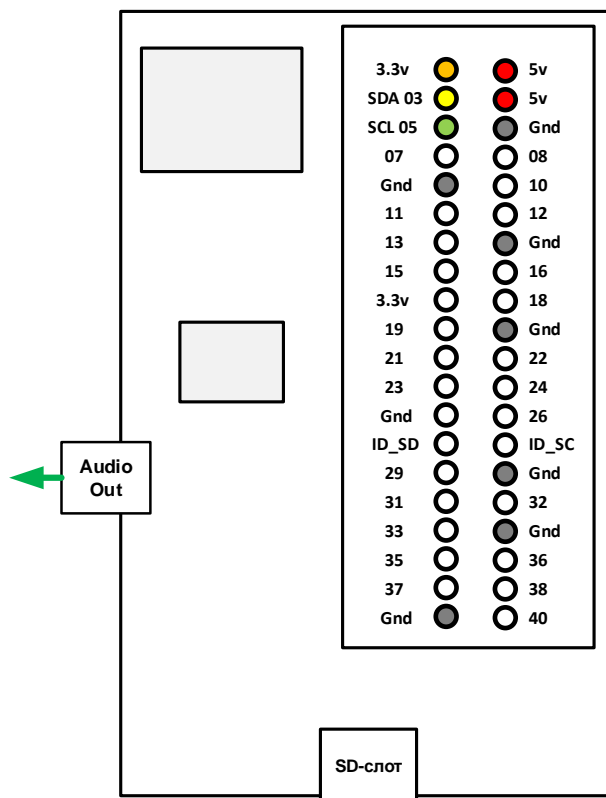 3.3v 5v
SDA 03 5v
SCL 05 Gnd
07 08
Gnd 10
11 12
13 Gnd
15 16
3.3v 18
19 Gnd
21 22
23 24
Gnd 26
ID_SD ID_SC
29 Gnd
31 32
33 Gnd
35 36
37 38
Gnd 40
Audio
Out
SD-слот